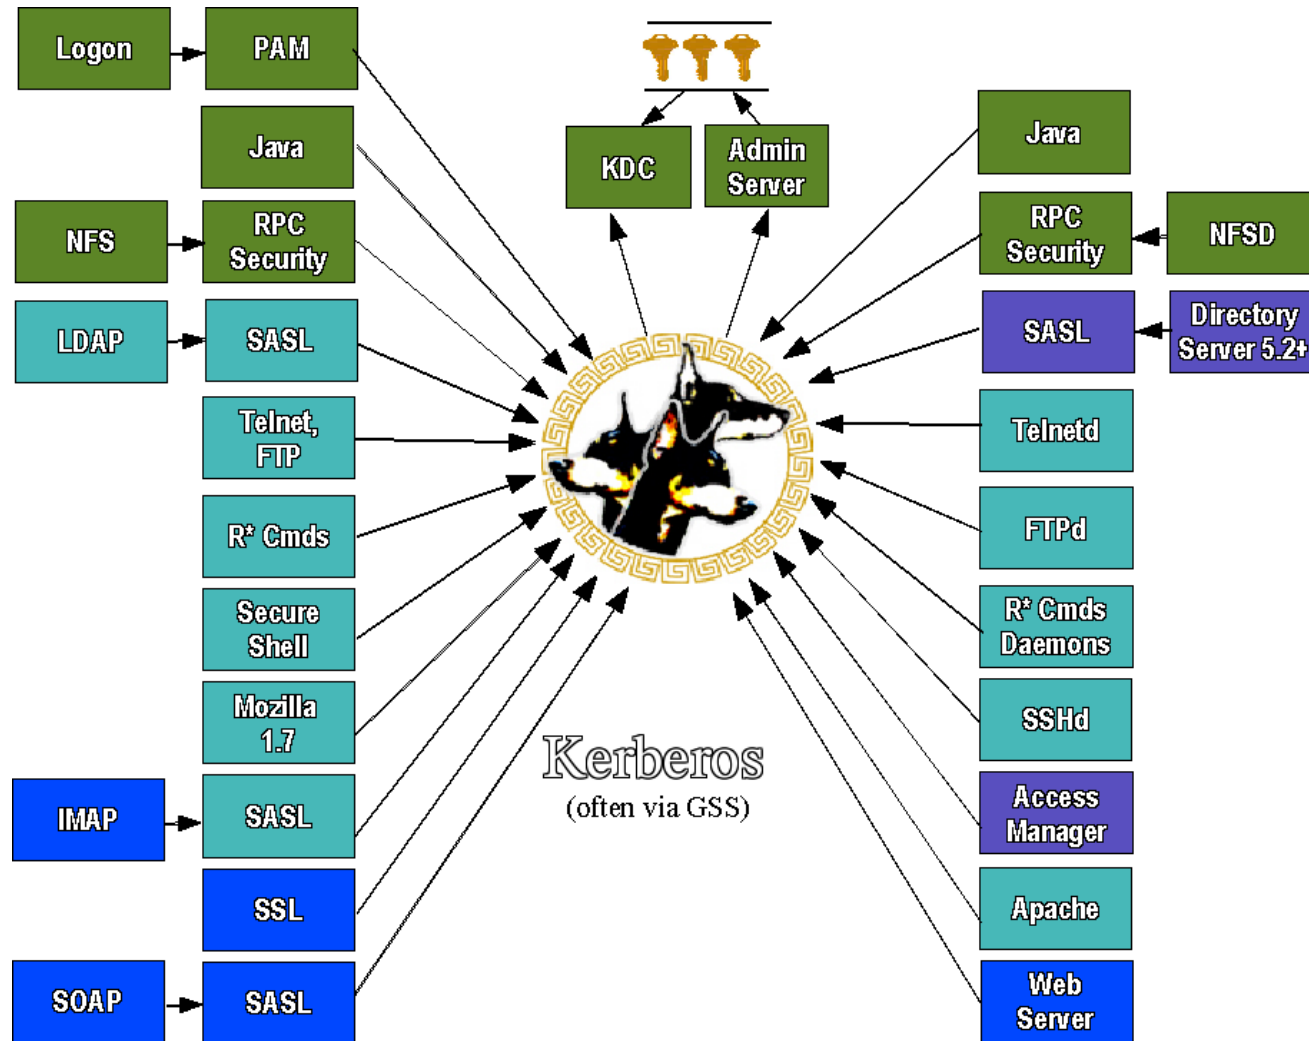 Logon
PAM
Java
NFS
RPC
Security
LDAP
SASL
Telnet,
FTP
R* Cmds
Secure
Shell
Mozilla
1.7
IMAP
SASL
SSL
SOAP
SASL
KDC
Admin
Server
Kerberos
(often via GSS)
Java
RPC
Security
NFSD
SASL
Directory
Server 5.2+
Telnetd
FTPd
R* Cmds
Daemons
SSHd
Access
Manager
Apache
Web
Server